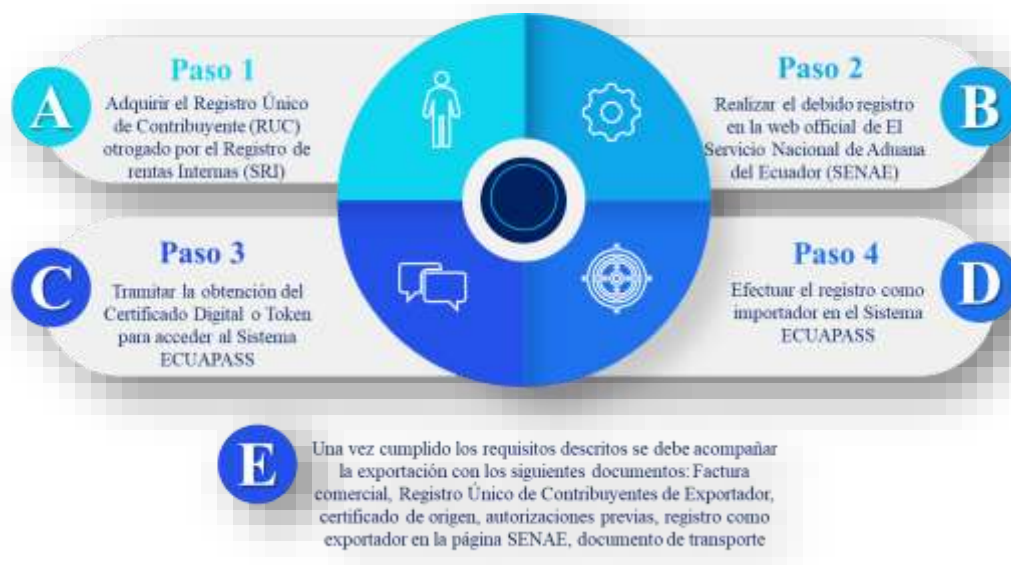 A
Paso 1
Adquirir el Registro Único
de Contribuyente (RUC)
otrogado por el Registro de
rentas Internas (SRI)
Paso 2
Realizar el debido registro
en la web official de El
Servicio Nacional de Aduana
del Ecuador (SENAE)
B
C
Paso 3
Tramitar la obtención del
Certificado Digital o Token
para acceder al Sistema
ECUAPASS
Paso 4
Efectuar el registro como
importador en el Sistema
ECUAPASS
D
E
Una vez cumplido los requisitos descritos se debe acompañar
la exportación con los siguientes documentos: Factura
comercial, Registro Único de Contribuyentes de Exportador,
certificado de origen, autorizaciones previas, registro como
exportador en la página SENAE, documento de transporte